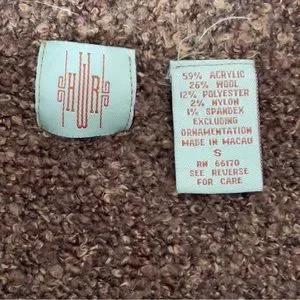 HWR
59% ACRYLIC
26% WOOL
12% POLYESTER
2% NYLON
1% SPANDEX
EXCLUDING
ORNAMENTATION
MADE IN MACAU
S
RN 66170
SEE REVERSE
FOR CARE